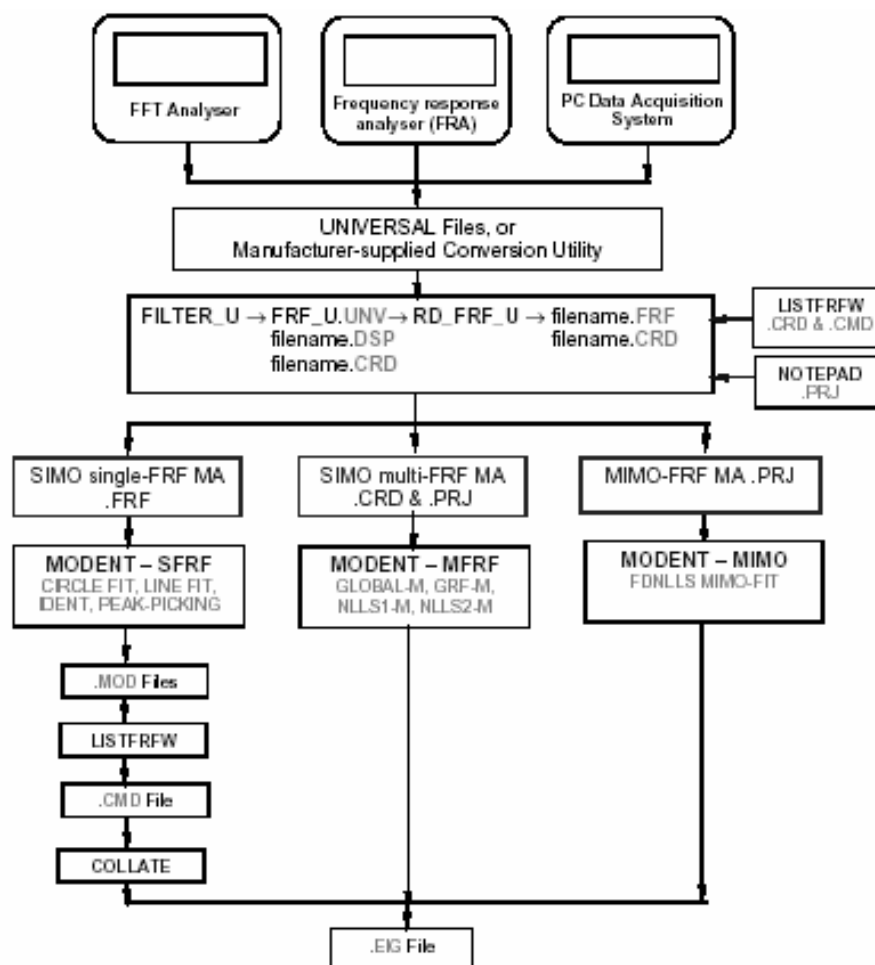 FFT Analyser
Frequency response
analyser (FRA)
PC Data Acquisition
System
UNIVERSAL Files, or
Manufacturer-supplied Conversion Utility
FILTER_U → FRF_U.UNV → RD_FRF_U → filename.FRF
filename.DSP filename.CRD
filename.CRD
LISTFRFW
.CRD & .CMD
NOTEPAD
.PRJ
SIMO single-FRF MA
.FRF
SIMO multi-FRF MA
.CRD & .PRJ
MIMO-FRF MA .PRJ
MODENT – SFRF
CIRCLE FIT, LINE FIT,
IDENT, PEAK-PICKING
MODENT – MFRF
GLOBAL-M, GRF-M,
NLLS1-M, NLLS2-M
MODENT – MIMO
FDNLLS MIMO-FIT
.MOD Files
LISTFRFW
.CMD File
COLLATE
.EIG File